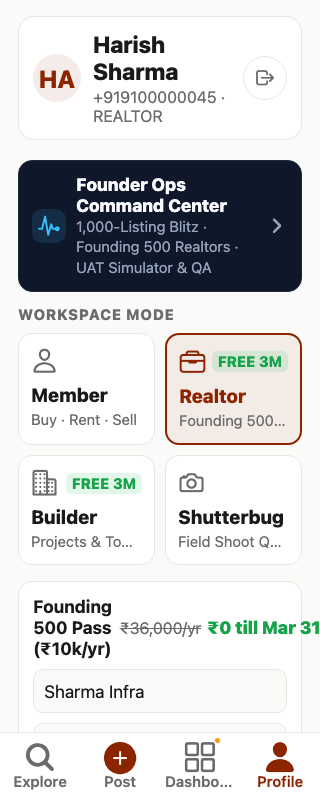 HA
Harish
Sharma
+919100000045 ·
REALTOR
Founder Ops
Command Center
1,000-Listing Blitz ·
Founding 500 Realtors ·
UAT Simulator & QA
WORKSPACE MODE
Member
Buy · Rent · Sell
FREE 3M
Realtor
Founding 500...
FREE 3M
Builder
Projects & To...
Shutterbug
Field Shoot Q...
Founding
500 Pass ₹36,000/yr ₹0 till Mar 31
(₹10k/yr)
Sharma Infra
Explore
Post
Dashbo...
Profile